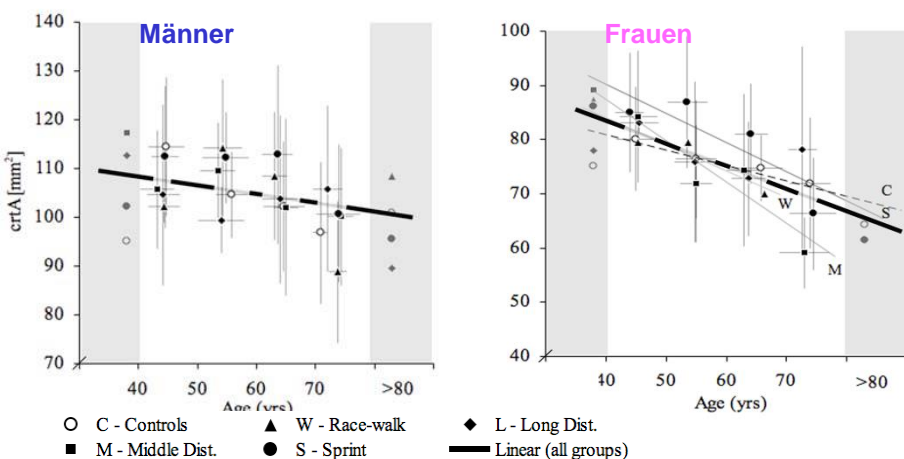 Männer
Frauen
crtA [mm²]
140
130
120
110
100
90
80
70
40
50
60
70
>80
Age (yrs)
100
90
80
70
60
50
40
C
S
W
M
40
50
60
70
>80
Age (yrs)
C - Controls
W - Race-walk
L - Long Dist.
M - Middle Dist.
S - Sprint
Linear (all groups)